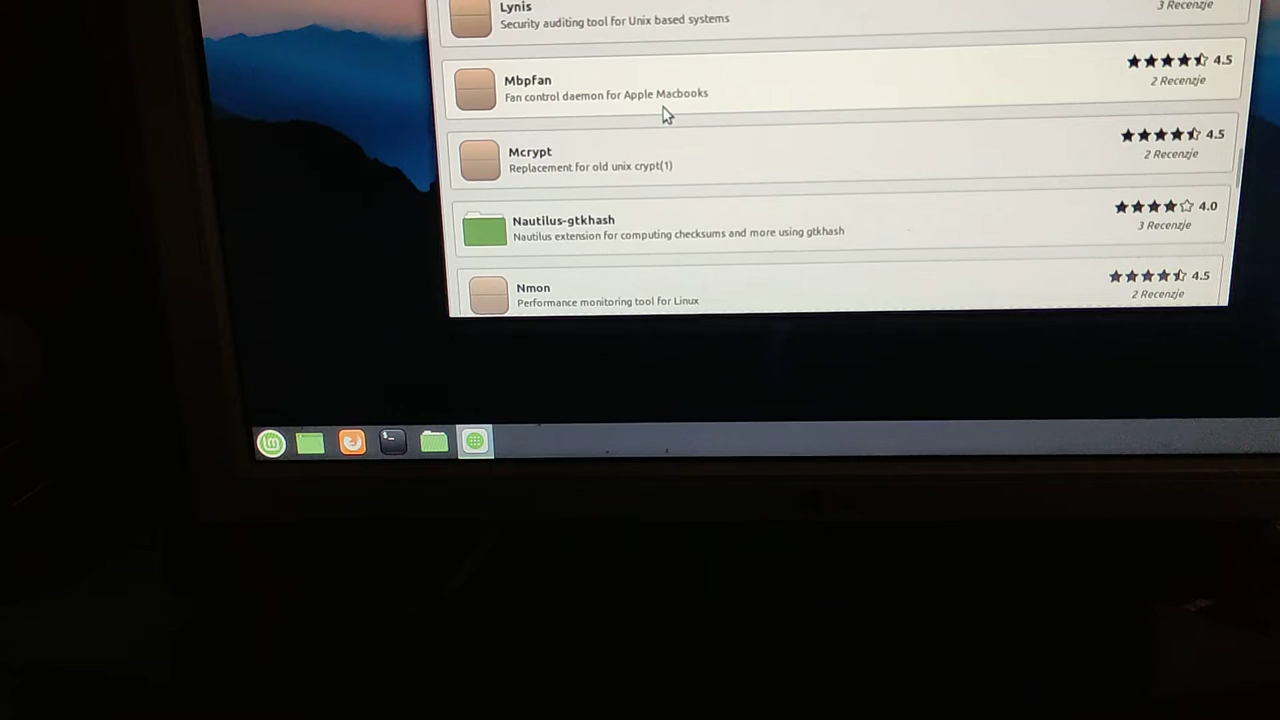 Lynis
Security auditing tool for Unix based systems
3 Recenzje
Mbpfan
Fan control daemon for Apple Macbooks
4.5
2 Recenzje
Mcrypt
Replacement for old unix crypt(1)
4.5
2 Recenzje
Nautilus-gtkhash
Nautilus extension for computing checksums and more using gtkhash
4.0
3 Recenzje
Nmon
Performance monitoring tool for Linux
4.5
2 Recenzje